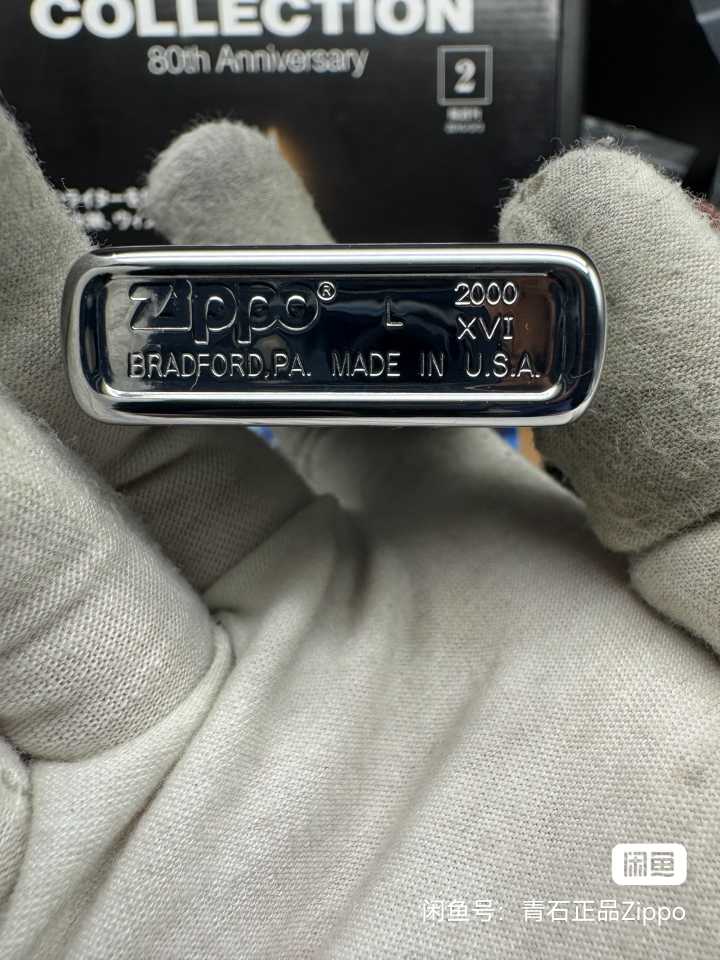 COLLECTION
80th Anniversary
2
Zippo® L 2000
XVI
BRADFORD,PA. MADE IN U.S.A.
闲鱼
闲鱼号：青石正品Zippo